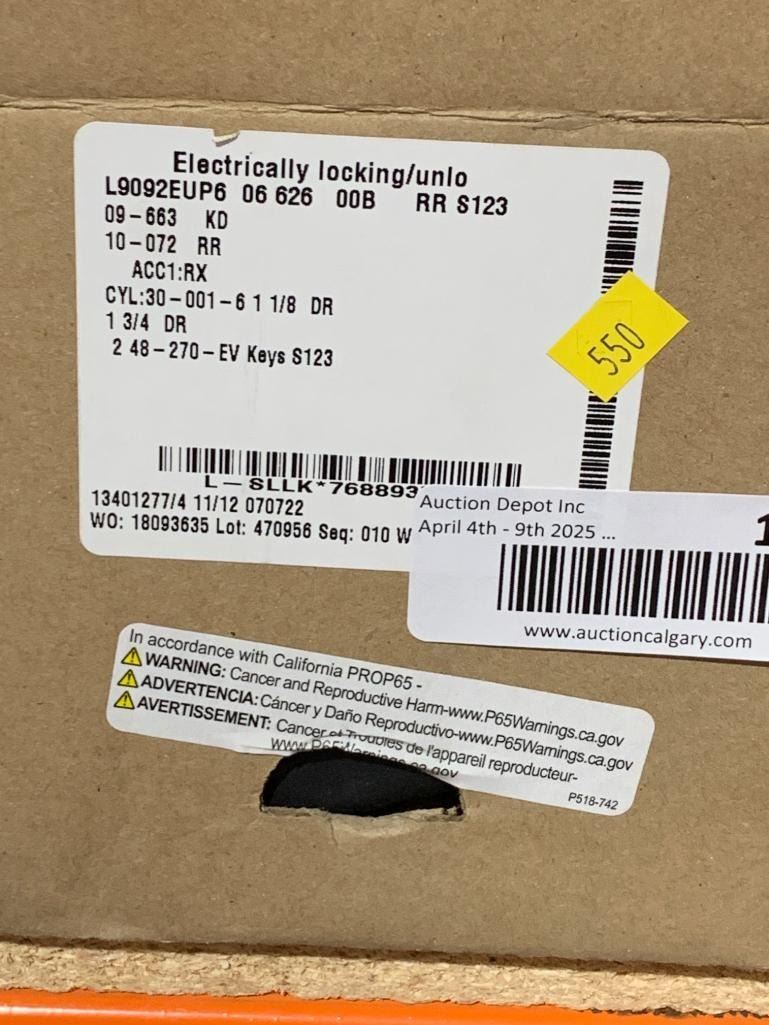 Electrically locking/unlo
L9092EUP6 06 626 00B RR S123
09-663 KD
10-072 RR
ACC1:RX
CYL:30-001-6 1 1/8 DR
1 3/4 DR
2 48-270-EV Keys S123
550
L-SLLK*768893
13401277/4 11/12 070722
WO: 18093635 Lot: 470956 Seq: 010 W
Auction Depot Inc
April 4th - 9th 2025 ...
www.auctioncalgary.com
In accordance with California PROP65 -
WARNING: Cancer and Reproductive Harm-www.P65Warnings.ca.gov
ADVERTENCIA: Cáncer y Daño Reproductivo-www.P65Warnings.ca.gov
AVERTISSEMENT: Cancer et Troubles de l'appareil reproducteur-
www.P65Warnings.ca.gov
P518-742